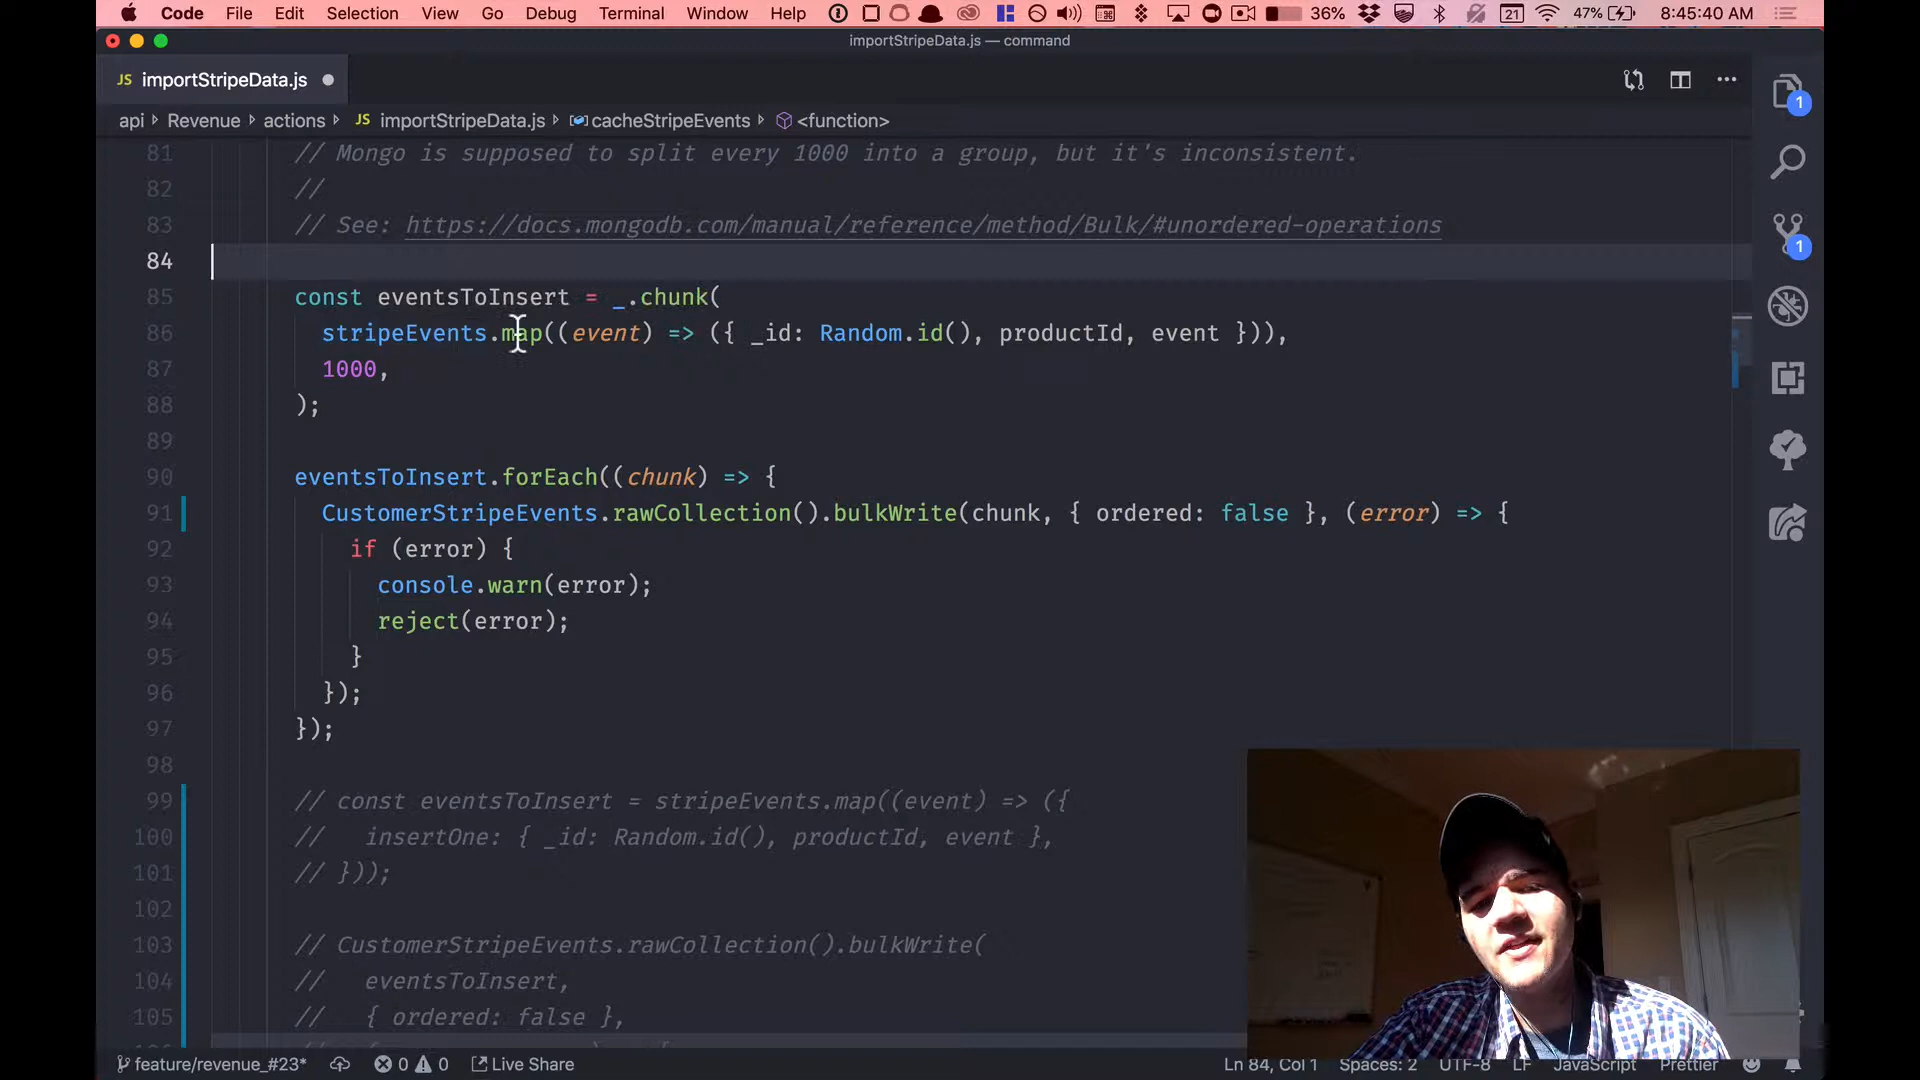 Code File Edit Selection View Go Debug Terminal Window Help 36% 21 47% 8:45:40 AM
importStripeData.js — command
JS importStripeData.js
api Revenue actions JS importStripeData.js cacheStripeEvents <function>
81 // Mongo is supposed to split every 1000 into a group, but it's inconsistent.
82 //
83 // See: https://docs.mongodb.com/manual/reference/method/Bulk/#unordered-operations
84
85 const eventsToInsert = _.chunk(
86 stripeEvents.map((event) => ({ _id: Random.id(), productId, event })),
87 1000,
88 );
89
90 eventsToInsert.forEach((chunk) => {
91 CustomerStripeEvents.rawCollection().bulkWrite(chunk, { ordered: false }, (error) => {
92 if (error) {
93 console.warn(error);
94 reject(error);
95 }
96 });
97 });
98
99 // const eventsToInsert = stripeEvents.map((event) => ({
100 // insertOne: { _id: Random.id(), productId, event },
101 // }));
102
103 // CustomerStripeEvents.rawCollection().bulkWrite(
104 // eventsToInsert,
105 // { ordered: false },
1
1
feature/revenue_#23* 0 0 Live Share Ln 84, Col 1 Spaces: 2 UTF-8 LF JavaScript Prettier